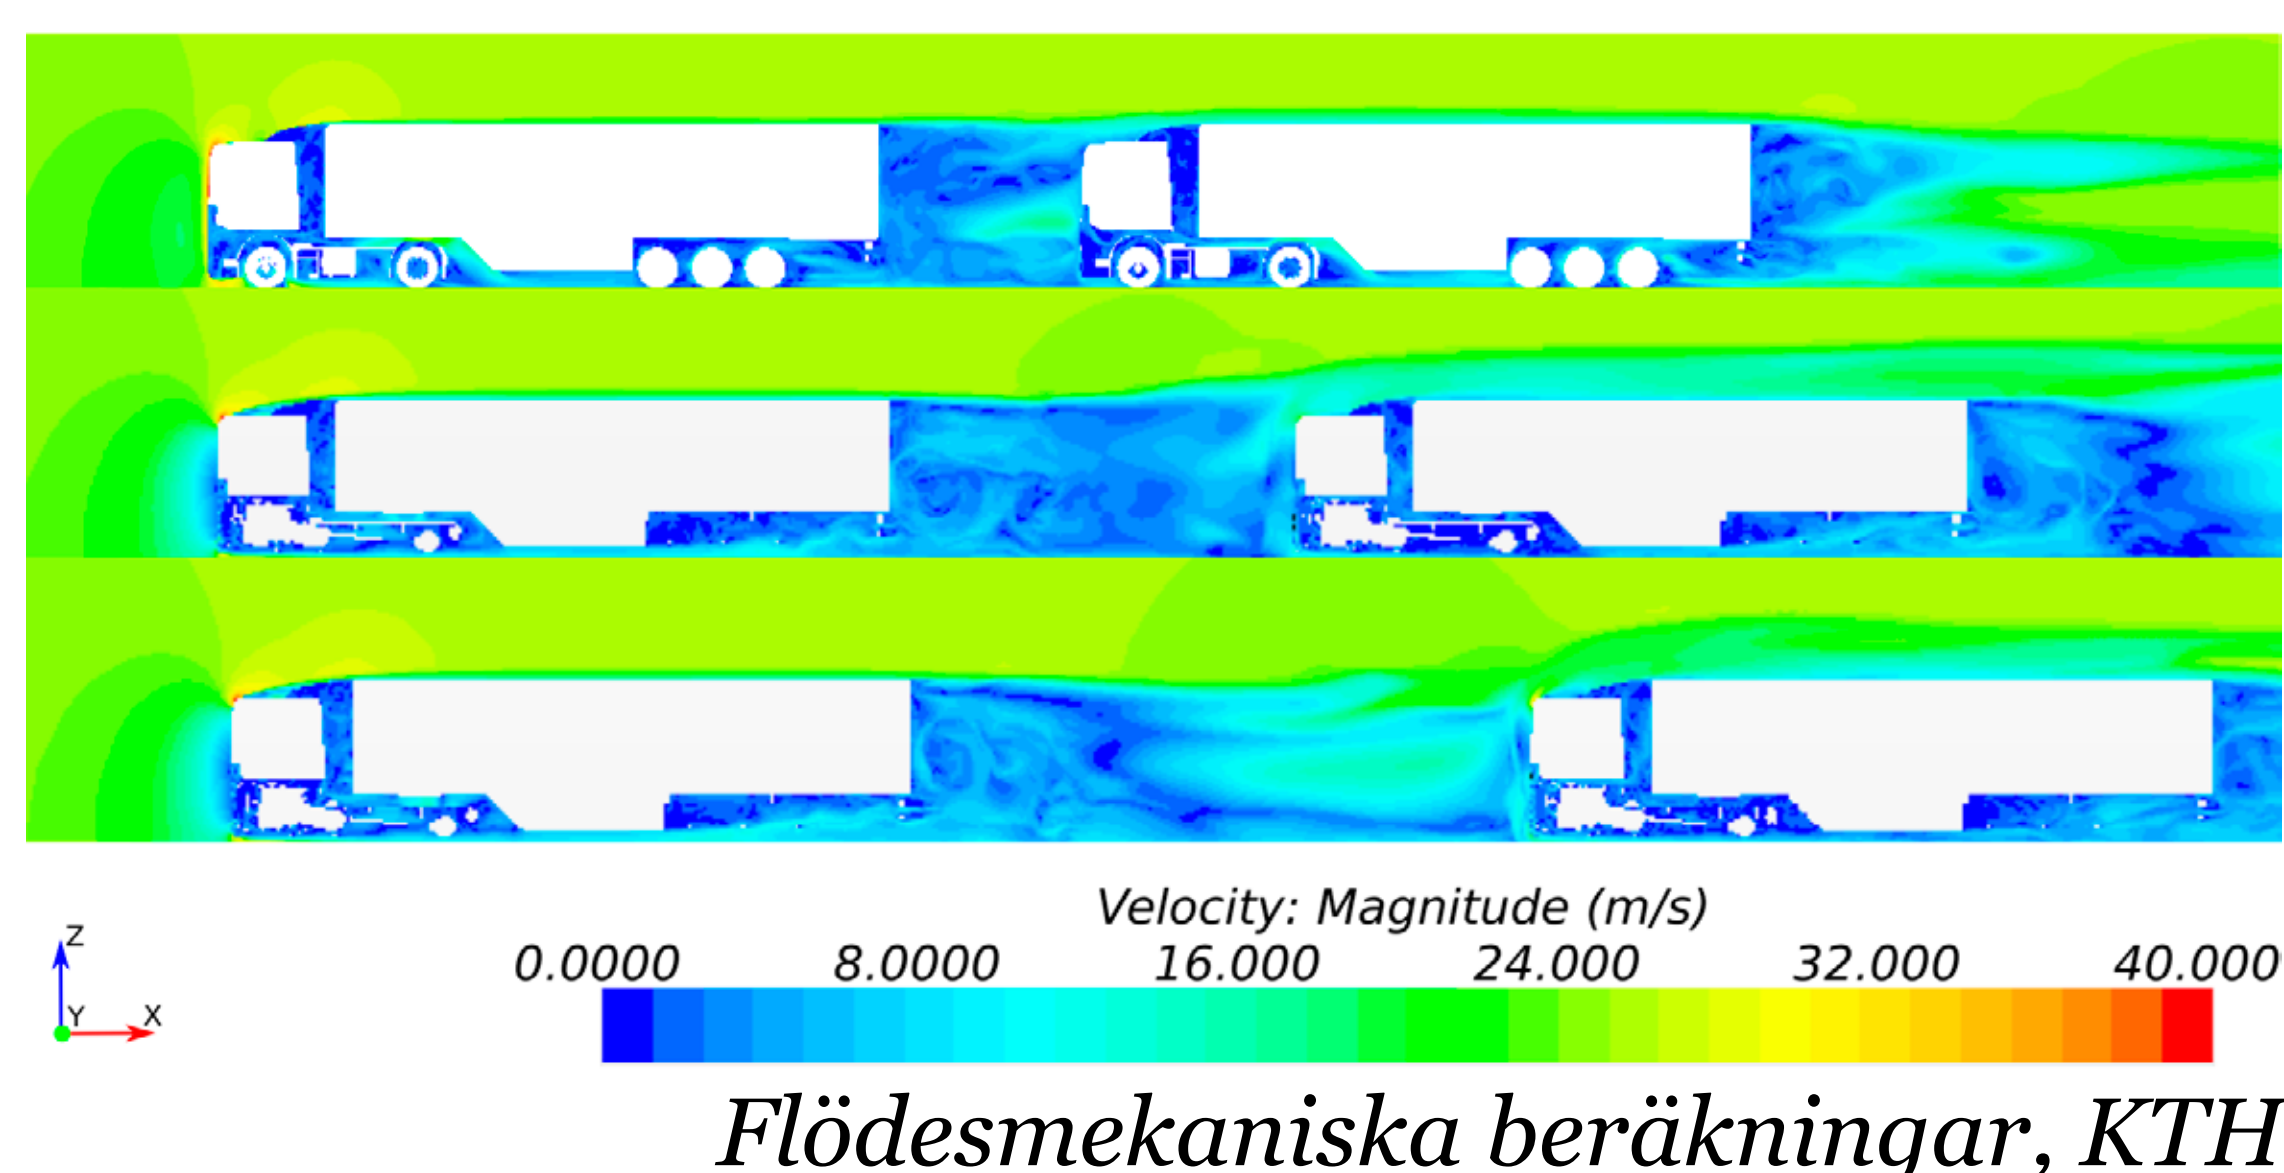 Velocity: Magnitude (m/s)
0.0000 8.0000 16.000 24.000 32.000 40.000
Z
Y X
Flödesmekaniska beräkningar, KTH